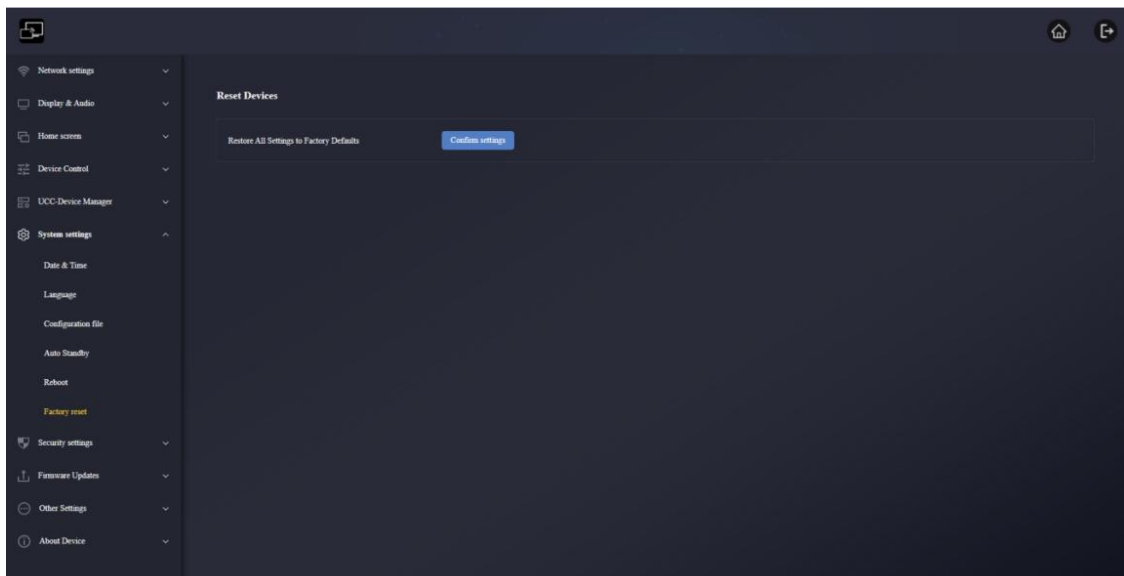 Network settings
Display & Audio
Home screen
Device Control
UCC-Device Manager
System settings
Date & Time
Language
Configuration file
Auto Standby
Reboot
Factory reset
Security settings
Firmware Updates
Other Settings
About Device
Reset Devices
Restore All Settings to Factory Defaults
Confirm settings